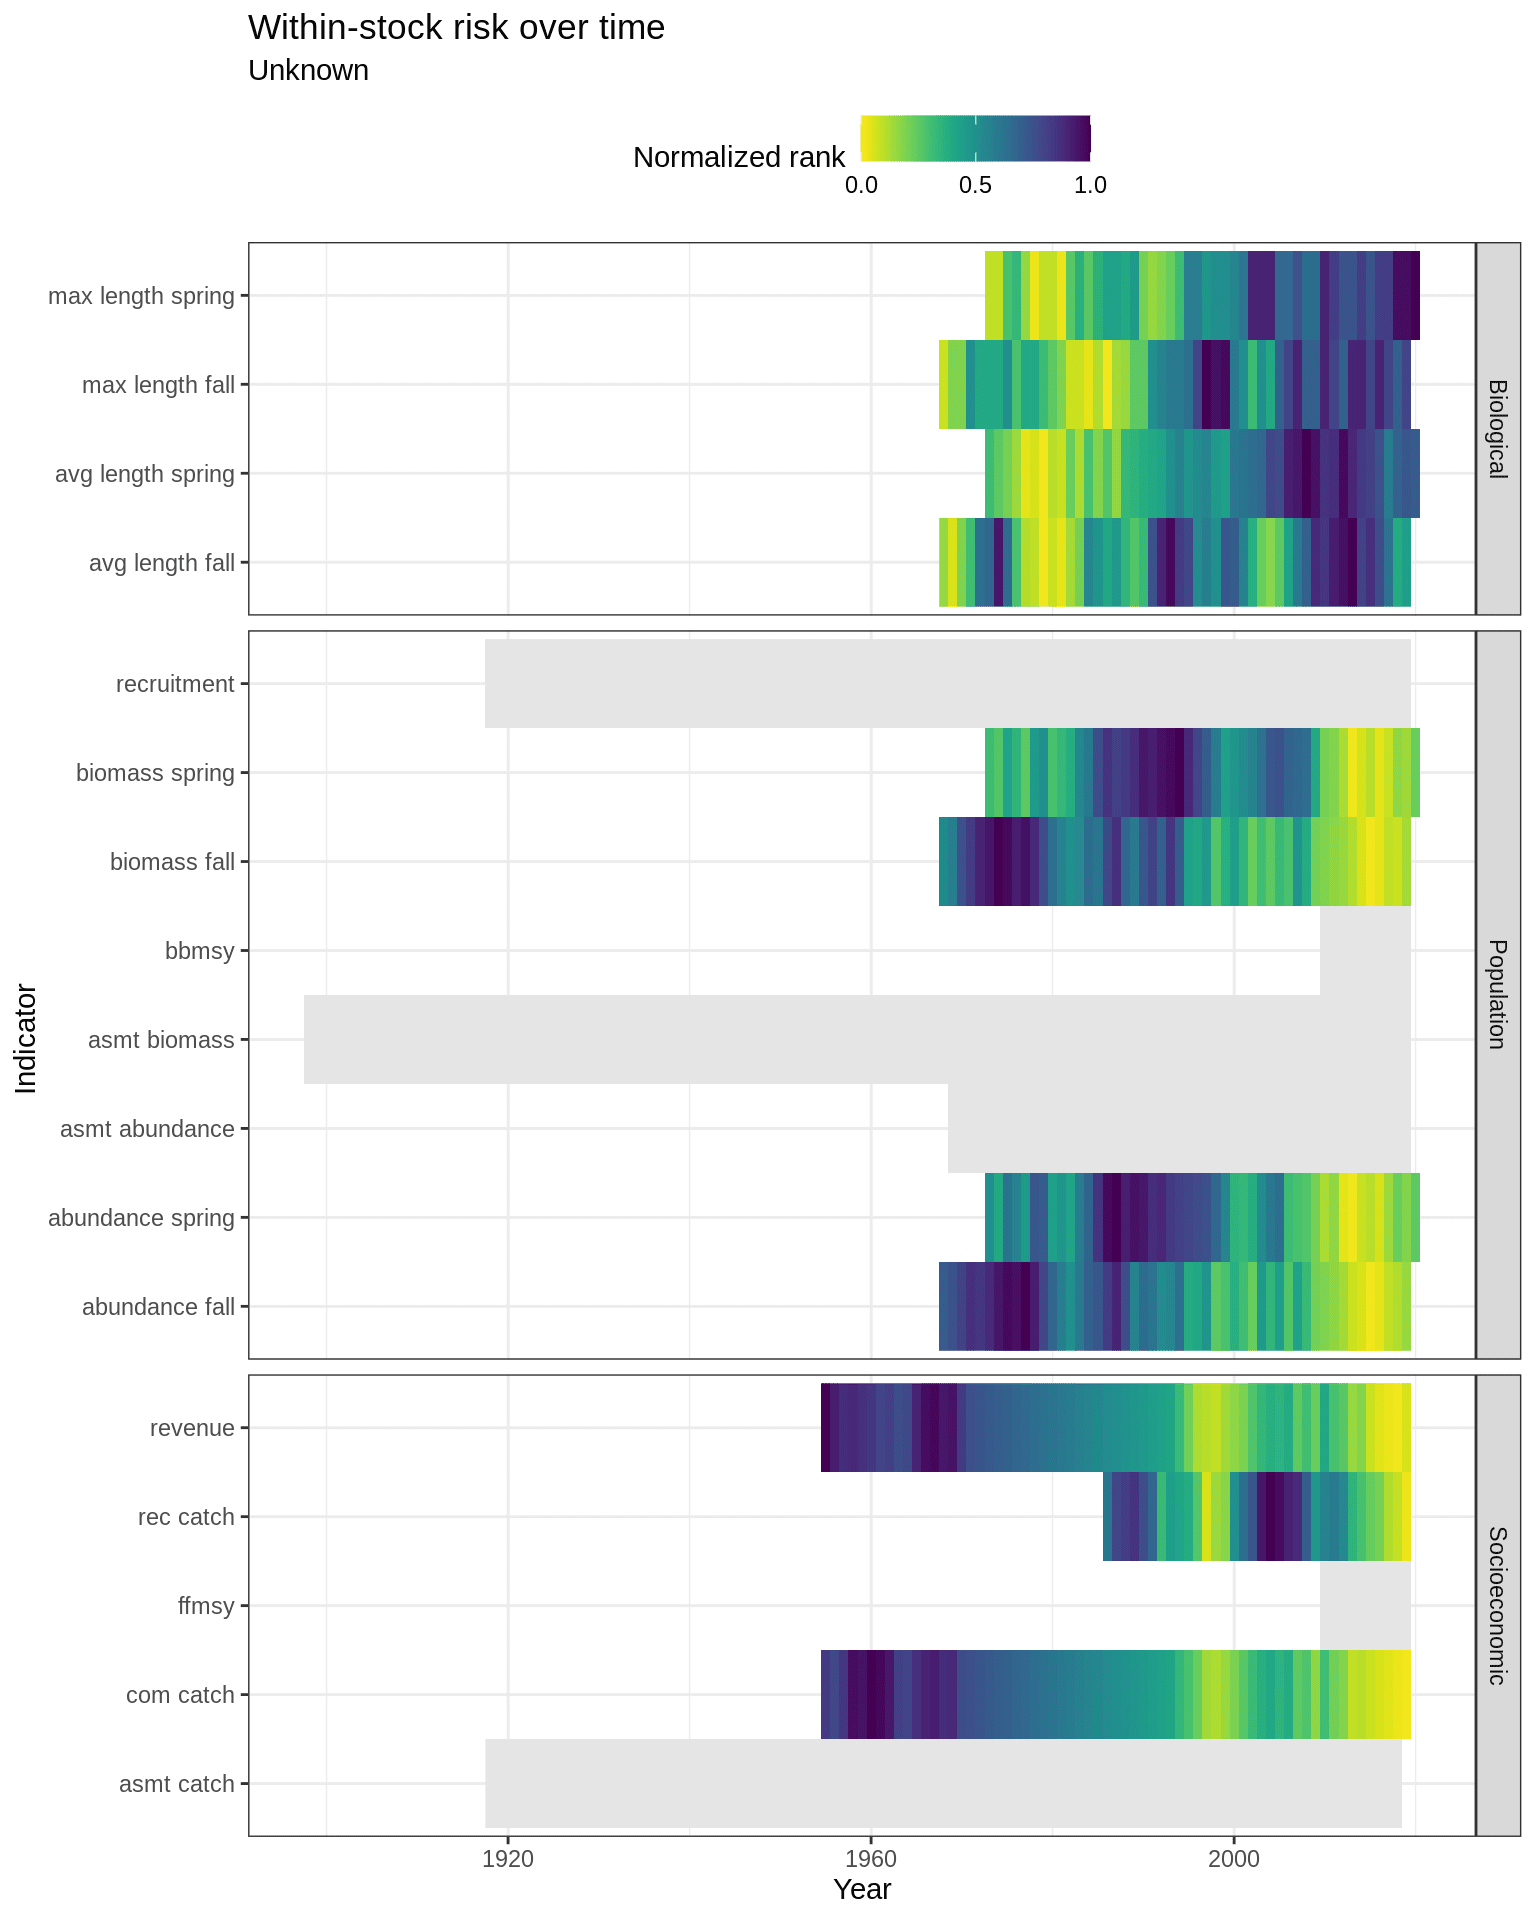 Within-stock risk over time
Unknown
Normalized rank
0.0 0.5 1.0
max length spring
max length fall
avg length spring
avg length fall
Biological
recruitment
biomass spring
biomass fall
bbmsy
asmt biomass
asmt abundance
abundance spring
abundance fall
Population
revenue
rec catch
ffmsy
com catch
asmt catch
Socioeconomic
Indicator
1920 1960 2000
Year